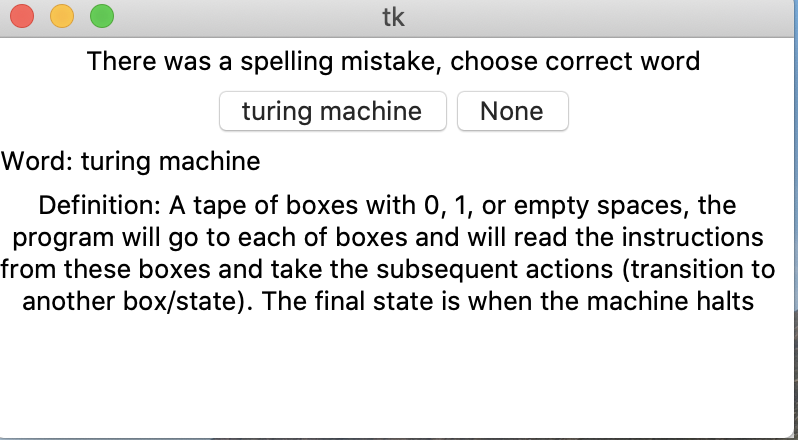 tk
There was a spelling mistake, choose correct word
turing machine None
Word: turing machine
Definition: A tape of boxes with 0, 1, or empty spaces, the
program will go to each of boxes and will read the instructions
from these boxes and take the subsequent actions (transition to
another box/state). The final state is when the machine halts